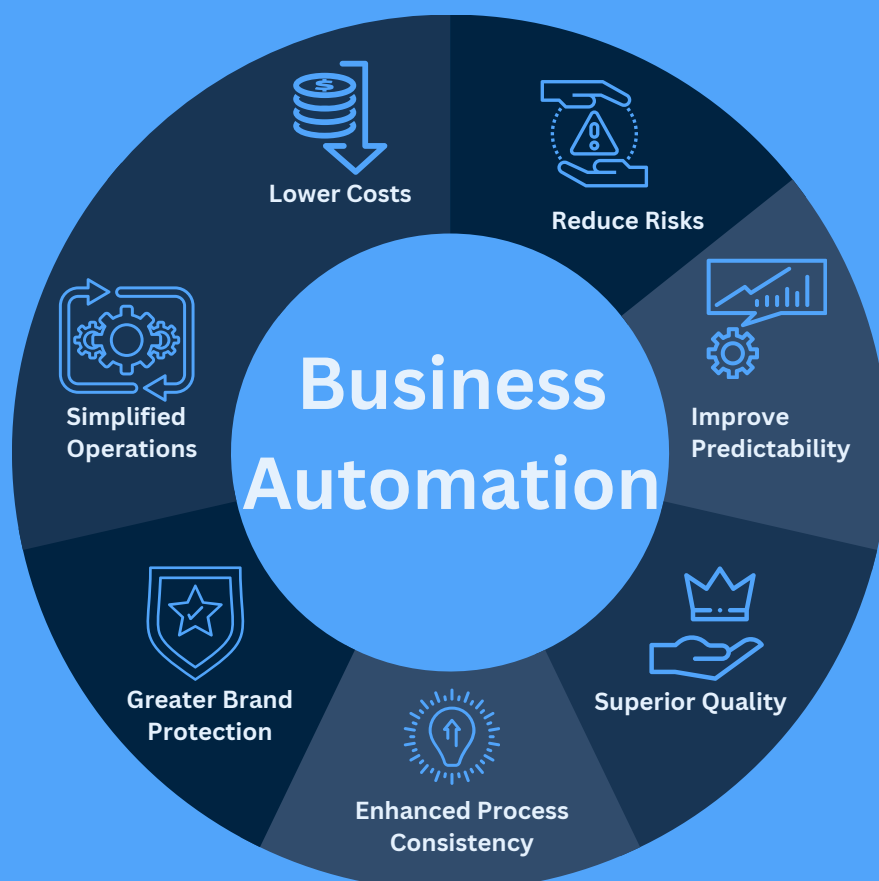 Lower Costs
Reduce Risks
Improve
Predictability
Superior Quality
Enhanced Process
Consistency
Greater Brand
Protection
Simplified
Operations
Business
Automation
$